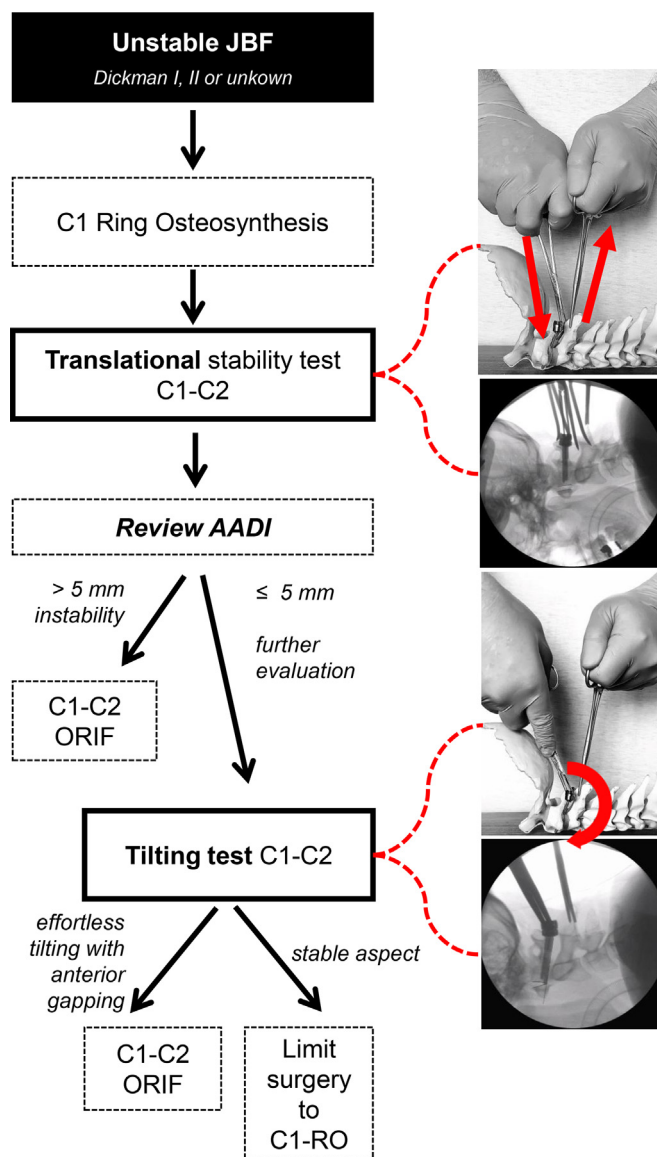 Unstable JBF
Dickman I, II or unkown
C1 Ring Osteosynthesis
Translational stability test
C1-C2
Review AADI
> 5 mm
instability
≤ 5 mm
further
evaluation
C1-C2
ORIF
Tilting test C1-C2
effortless
tilting with
anterior
gapping
stable aspect
C1-C2
ORIF
Limit
surgery
to
C1-RO